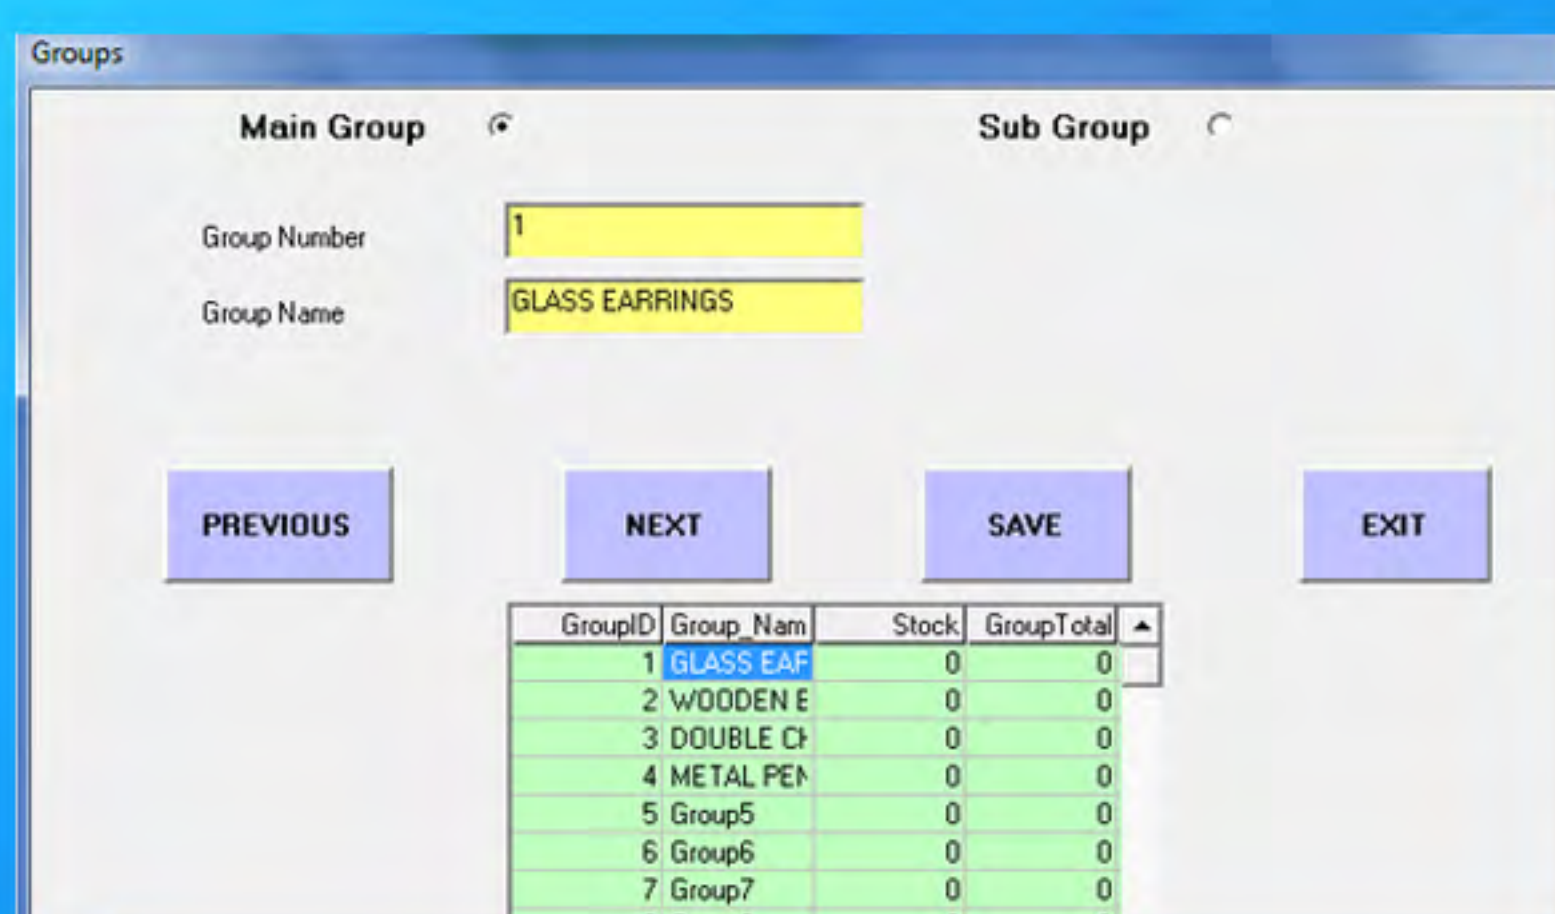 Groups
Main Group Sub Group
Group Number 1
Group Name GLASS EARRINGS
PREVIOUS NEXT SAVE EXIT
GroupID Group_Nam Stock GroupTotal
1 GLASS EAR 0 0
2 WOODEN E 0 0
3 DOUBLE CH 0 0
4 METAL PEN 0 0
5 Group5 0 0
6 Group6 0 0
7 Group7 0 0